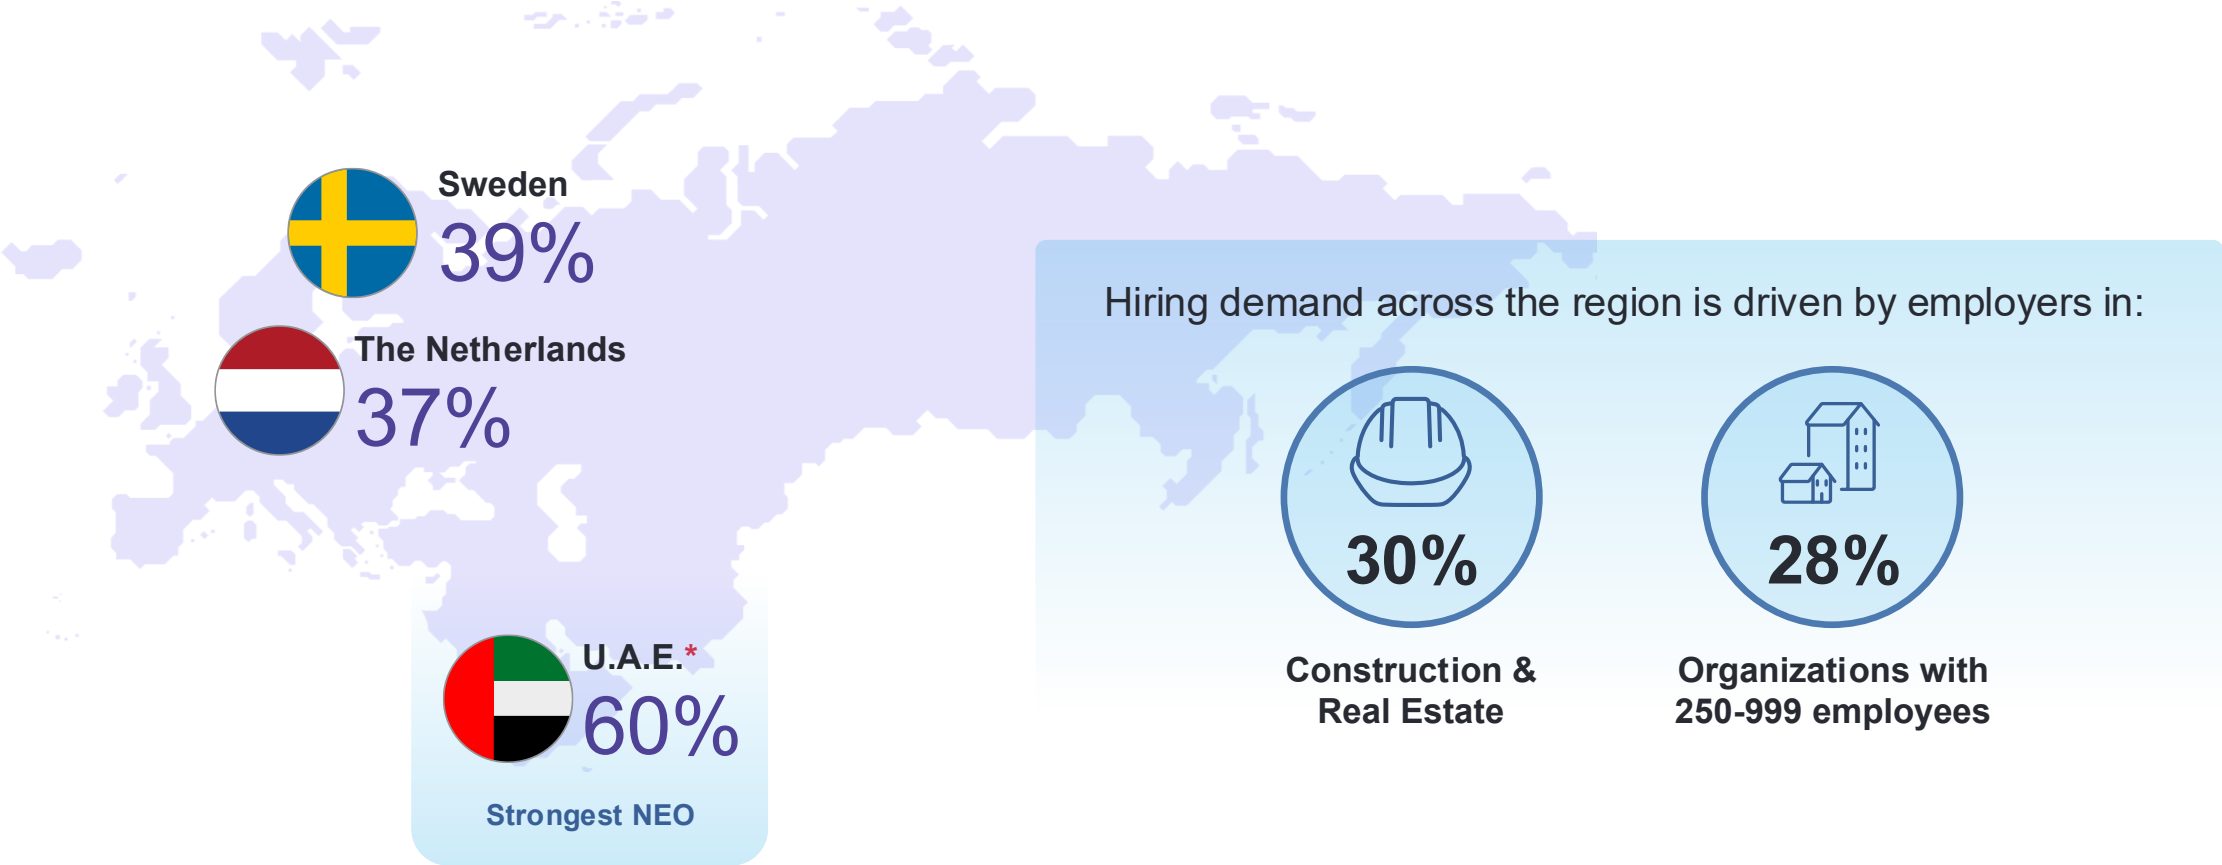 Sweden
39%
The Netherlands
37%
U.A.E.*
60%
Strongest NEO
Hiring demand across the region is driven by employers in:
30%
Construction &
Real Estate
28%
Organizations with
250-999 employees